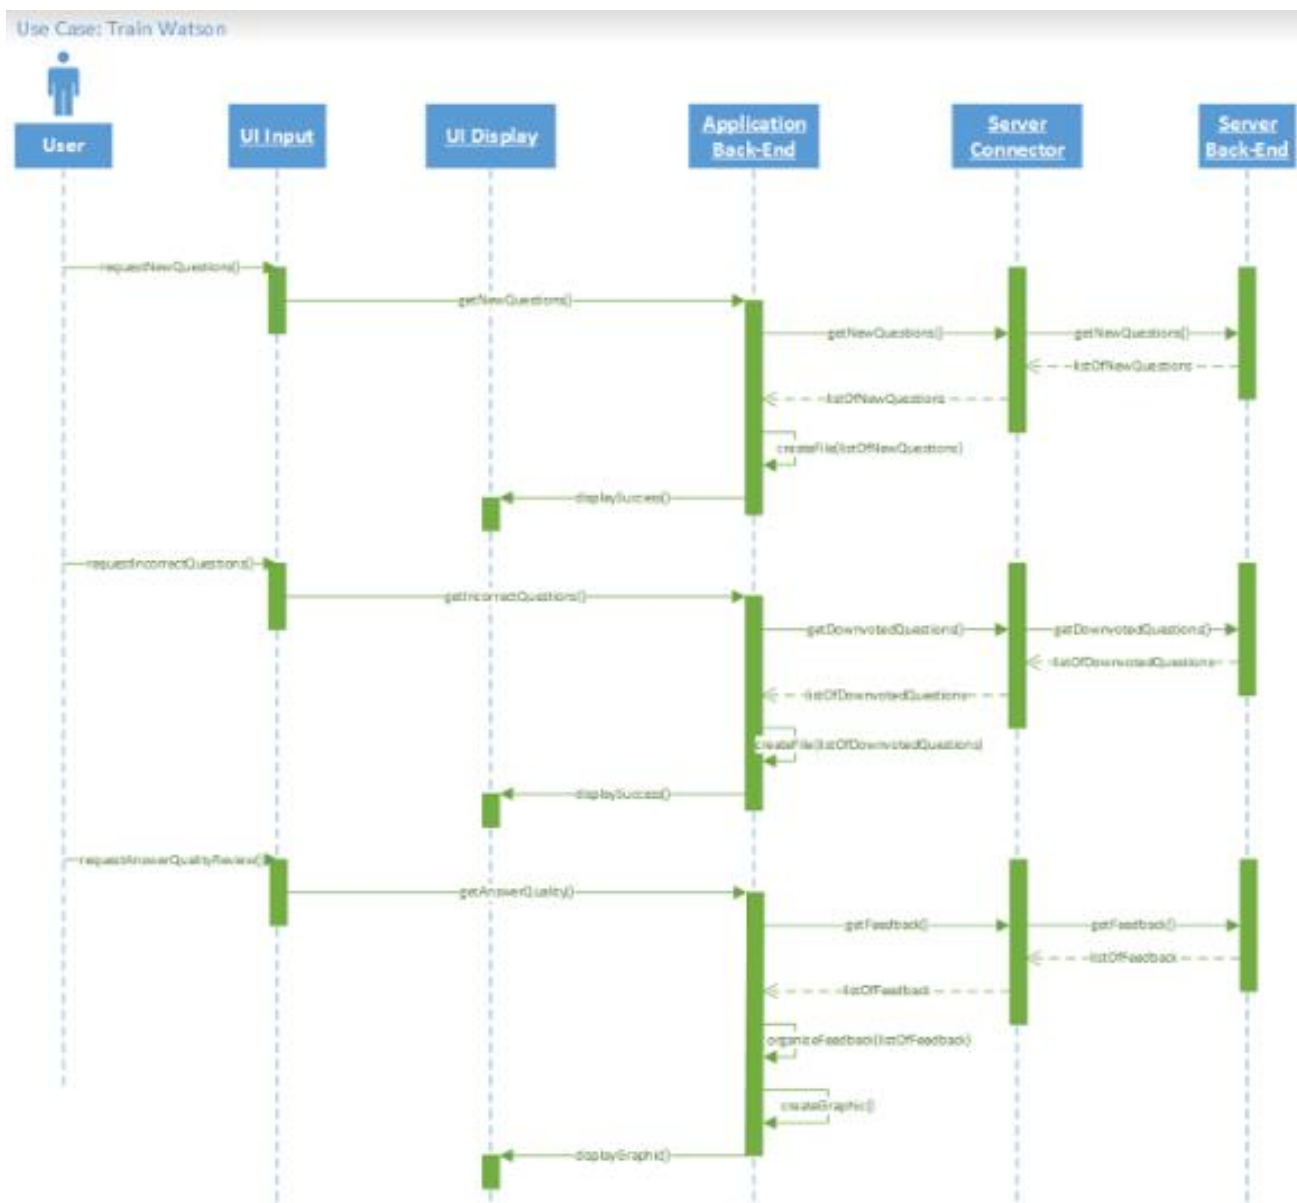 Use Case: Train Watson
User
UI Input
UI Display
Application
Back-End
Server
Connector
Server
Back-End
requestNewQuestions()
getNewQuestions()
getNewQuestions()
getNewQuestions()
listOfNewQuestions
listOfNewQuestions
createFile(listOfNewQuestions)
displaySuccess()
requestIncorrectQuestions()
getIncorrectQuestions()
getDownvotedQuestions()
getDownvotedQuestions()
listOfDownvotedQuestions
listOfDownvotedQuestions
createFile(listOfDownvotedQuestions)
displaySuccess()
requestAnswerQualityReview()
getAnswerQuality()
getFeedback()
getFeedback()
listOfFeedback
listOfFeedback
organiceFeedback(listOfFeedback)
createGraphic()
displayGraphic()